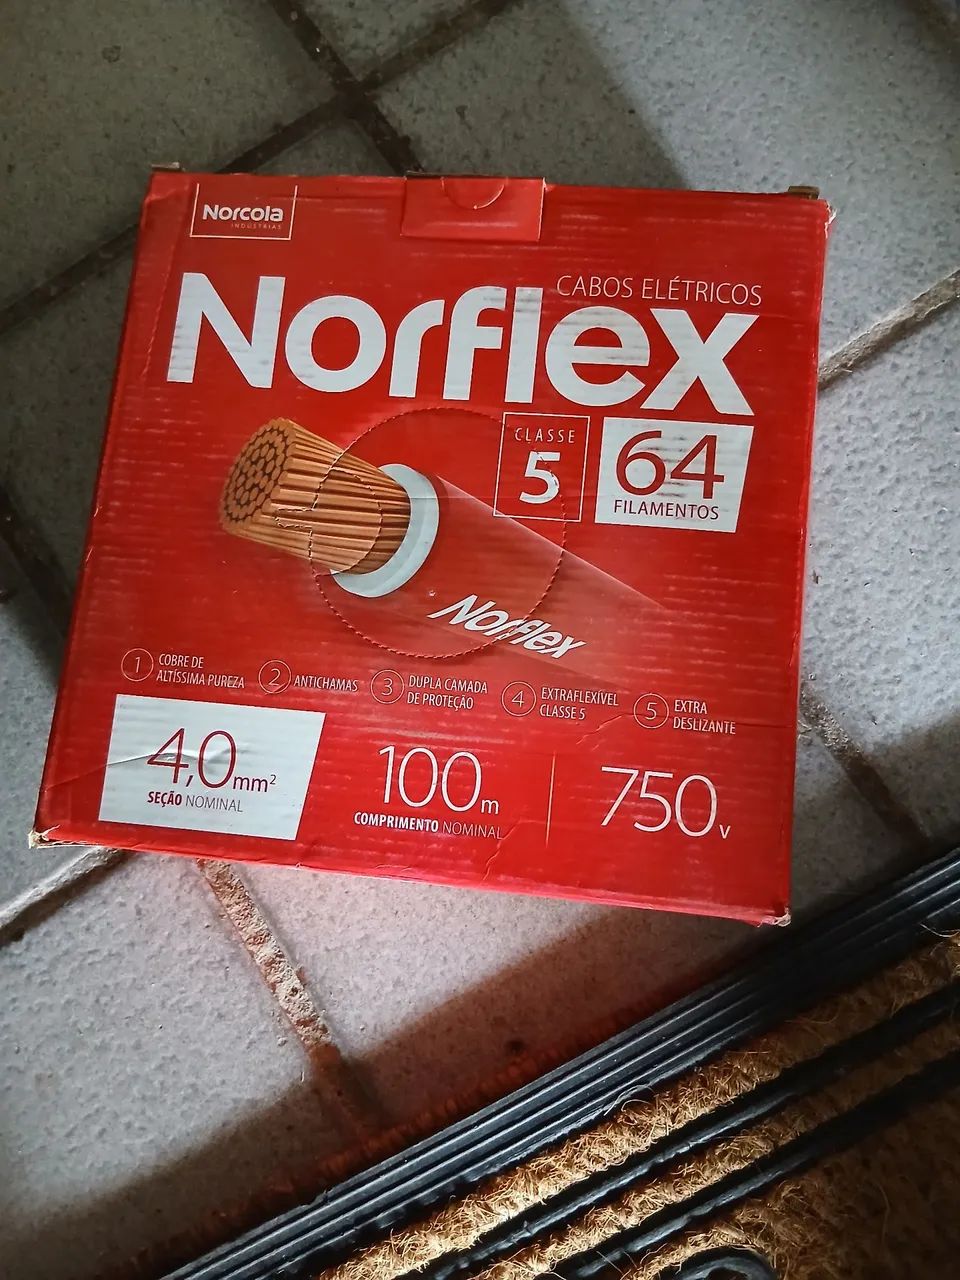 Norcola
INDÚSTRIAS
CABOS ELÉTRICOS
Norflex
CLASSE
5
64
FILAMENTOS
Norflex
1 COBRE DE
ALTÍSSIMA PUREZA
2 ANTICHAMAS
3 DUPLA CAMADA
DE PROTEÇÃO
4 EXTRAFLEXÍVEL
CLASSE 5
5 EXTRA
DESLIZANTE
4,0mm²
SEÇÃO NOMINAL
100m
COMPRIMENTO NOMINAL
750v